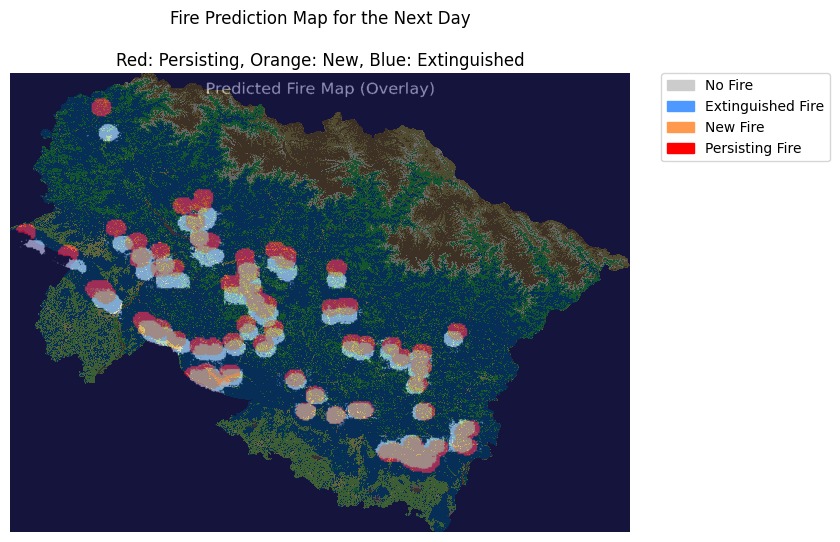 Fire Prediction Map for the Next Day
Red: Persisting, Orange: New, Blue: Extinguished
Predicted Fire Map (Overlay)
No Fire
Extinguished Fire
New Fire
Persisting Fire